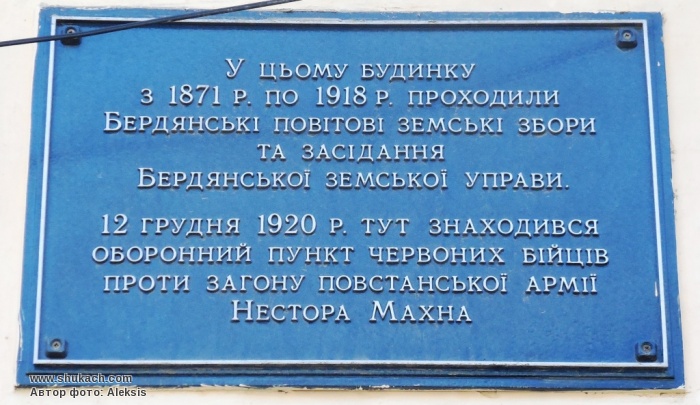 У ЦЬОМУ БУДИНКУ
З 1871 Р. ПО 1918 Р. ПРОХОДИЛИ
БЕРДЯНСЬКІ ПОВІТОВІ ЗЕМСЬКІ ЗБОРИ
ТА ЗАСІДАННЯ
БЕРДЯНСЬКОЇ ЗЕМСЬКОЇ УПРАВИ.
12 ГРУДНЯ 1920 Р. ТУТ ЗНАХОДИВСЯ
ОБОРОННИЙ ПУНКТ ЧЕРВОНИХ БІЙЦІВ
ПРОТИ ЗАГОНУ ПОВСТАНСЬКОЇ АРМІЇ
НЕСТОРА МАХНА
www.shukach.com
Автор фото: Aleksis